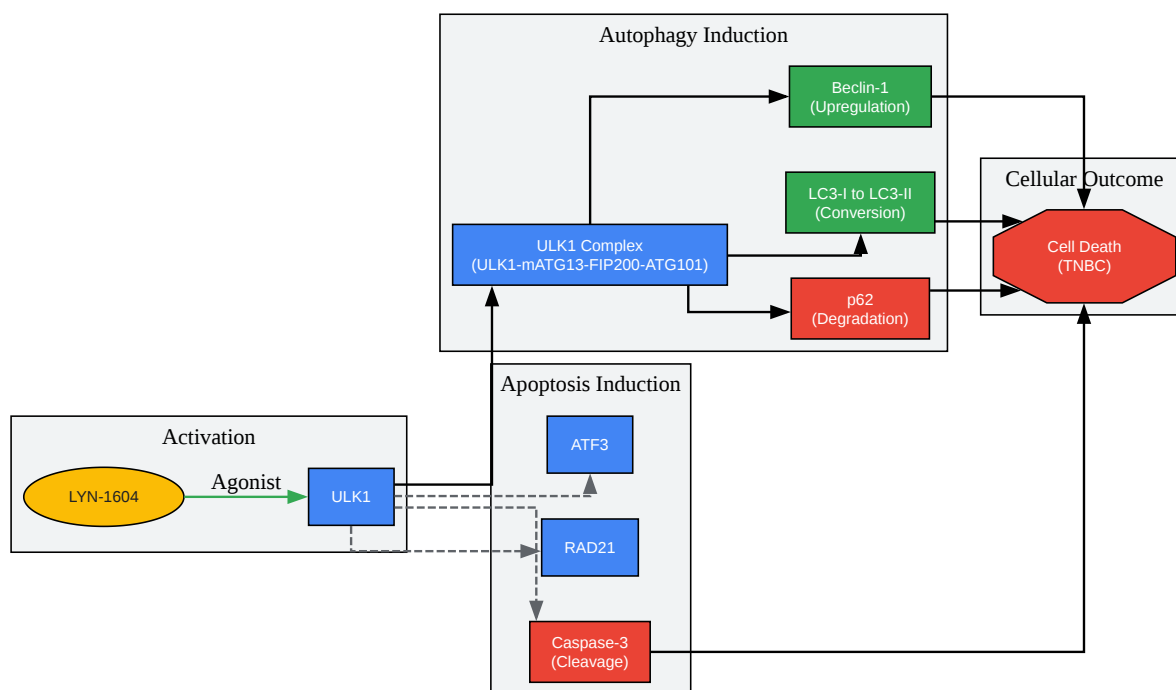 Autophagy Induction
Beclin-1
(Upregulation)
LC3-I to LC3-II
(Conversion)
ULK1 Complex
(ULK1-mATG13-FIP200-ATG101)
p62
(Degradation)
Cellular Outcome
Cell Death
(TNBC)
Apoptosis Induction
ATF3
RAD21
Caspase-3
(Cleavage)
Activation
LYN-1604
Agonist
ULK1